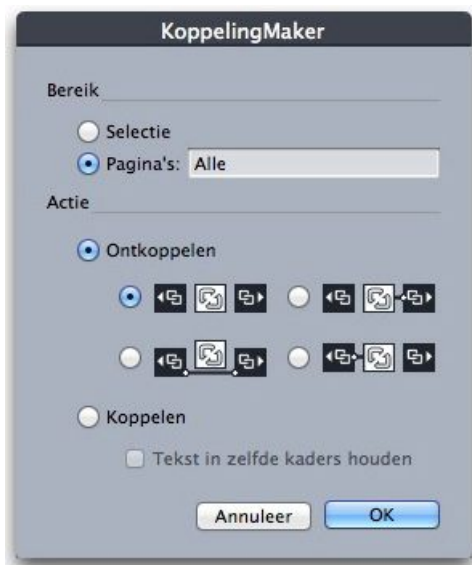 KoppelingMaker
Bereik
Selectie
Pagina's: Alle
Actie
Ontkoppelen
Koppelen
Tekst in zelfde kaders houden
Annuleer OK